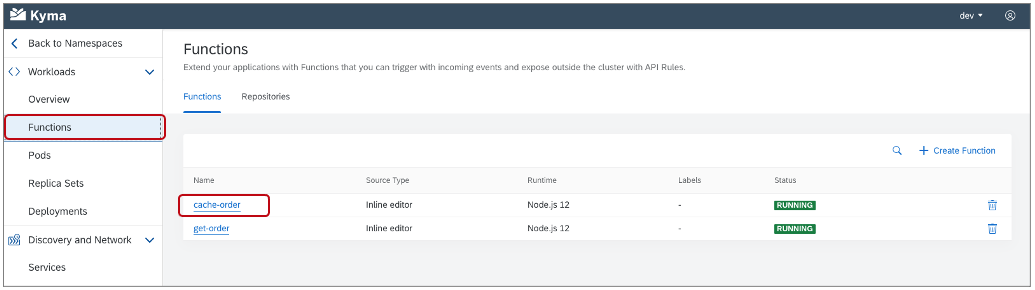 Kyma
dev
Back to Namespaces
Workloads
Overview
Functions
Pods
Replica Sets
Deployments
Discovery and Network
Services
Functions
Extend your applications with Functions that you can trigger with incoming events and expose outside the cluster with API Rules.
Functions Repositories
Create Function
Name Source Type Runtime Labels Status
cache-order Inline editor Node.js 12 - RUNNING
get-order Inline editor Node.js 12 - RUNNING